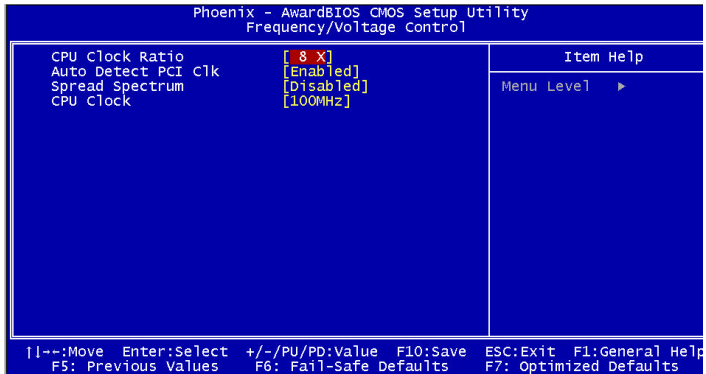 Phoenix - AwardBIOS CMOS Setup Utility
Frequency/Voltage Control
CPU Clock Ratio [ 8 X]
Auto Detect PCI Clk [Enabled]
Spread Spectrum [Disabled]
CPU Clock [100MHz]
Item Help
Menu Level ►
↑↓→←:Move Enter:Select +/-/PU/PD:Value F10:Save ESC:Exit F1:General Help
F5: Previous Values F6: Fail-Safe Defaults F7: Optimized Defaults